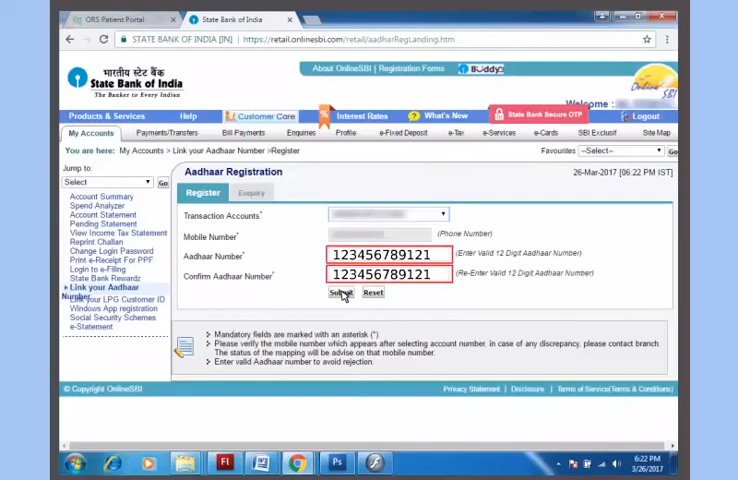 ORS Patient Portal
State Bank of India
STATE BANK OF INDIA [IN] https://retail.onlinesbi.com/retail/aadharRegLanding.htm
भारतीय स्टेट बैंक
State Bank of India
The Banker to Every Indian
About OnlineSBI | Registration Forms
Buddy
Online SBI
Welcome :
Products & Services Help Customer Care Interest Rates What's New State Bank Secure OTP Logout
My Accounts Payments/Transfers Bill Payments Enquiries Profile e-Fixed Deposit e-Tax e-Services e-Cards SBI Exclusif Site Map
You are here: My Accounts > Link your Aadhaar Number >Register
Favourites --Select-- Go
Jump to:
Select Go
Account Summary
Spend Analyzer
Account Statement
Pending Statement
View Income Tax Statement
Reprint Challan
Change Login Password
Print e-Receipt For PPF
Login to e-Filing
State Bank Rewardz
Link your Aadhaar Number
Link your LPG Customer ID
Windows App registration
Social Security Schemes
e-Statement
Aadhaar Registration
26-Mar-2017 [06:22 PM IST]
Register Enquiry
Transaction Accounts*
Mobile Number* (Phone Number)
Aadhaar Number* 123456789121 (Enter Valid 12 Digit Aadhaar Number)
Confirm Aadhaar Number* 123456789121 (Re-Enter Valid 12 Digit Aadhaar Number)
Submit Reset
Mandatory fields are marked with an asterisk (*)
Please verify the mobile number which appears after selecting account number, in case of any discrepancy, please contact branch.
The status of the mapping will be advise on that mobile number.
Enter valid Aadhaar number to avoid rejection.
© Copyright OnlineSBI
Privacy Statement | Disclosure | Terms of Service(Terms & Conditions)
Fl
W
Ps
6:22 PM
3/26/2017